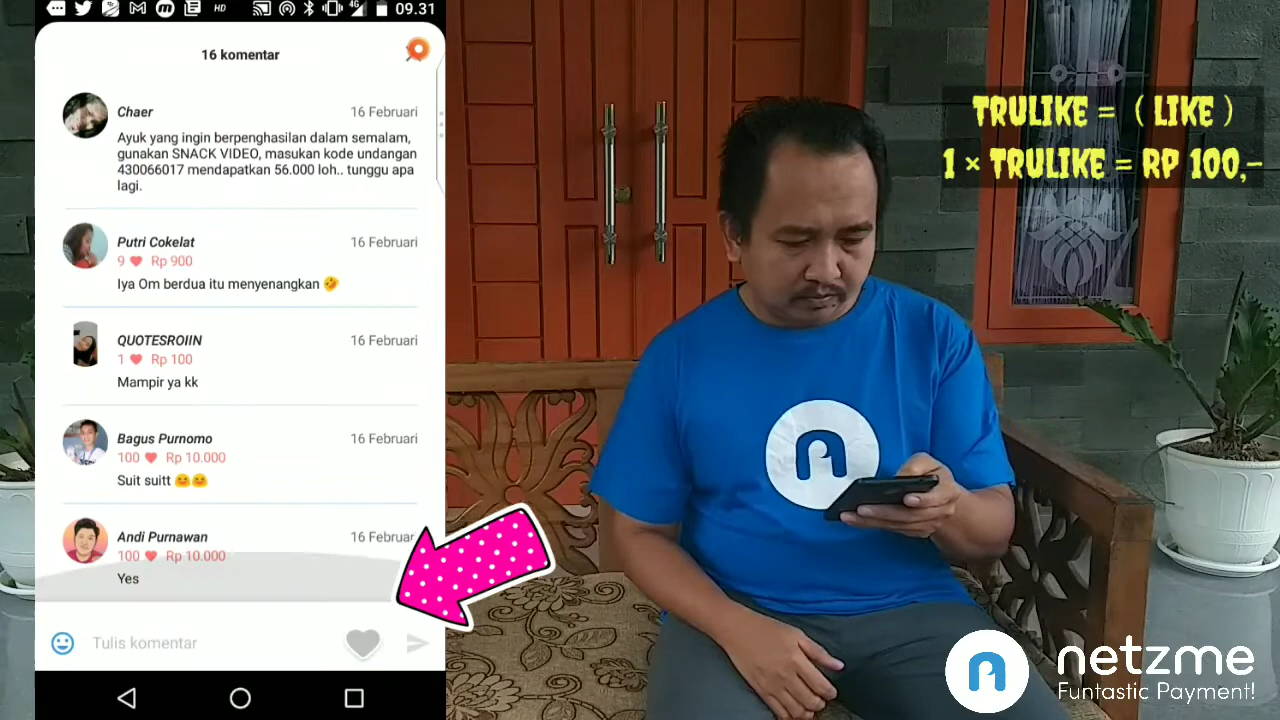 HD
4G
09.31
16 komentar
Chaer
16 Februari
Ayuk yang ingin berpenghasilan dalam semalam,
gunakan SNACK VIDEO, masukan kode undangan
430066017 mendapatkan 56.000 loh.. tunggu apa
lagi.
Putri Cokelat
16 Februari
9 Rp 900
Iya Om berdua itu menyenangkan 🤣
QUOTESROIIN
16 Februari
1 Rp 100
Mampir ya kk
Bagus Purnomo
16 Februari
100 Rp 10.000
Suit suitt 😊😊
Andi Purnawan
16 Februar
100 Rp 10.000
Yes
Tulis komentar
TRULIKE = ( LIKE )
1 × TRULIKE = RP 100,-
netzme
Funtastic Payment!